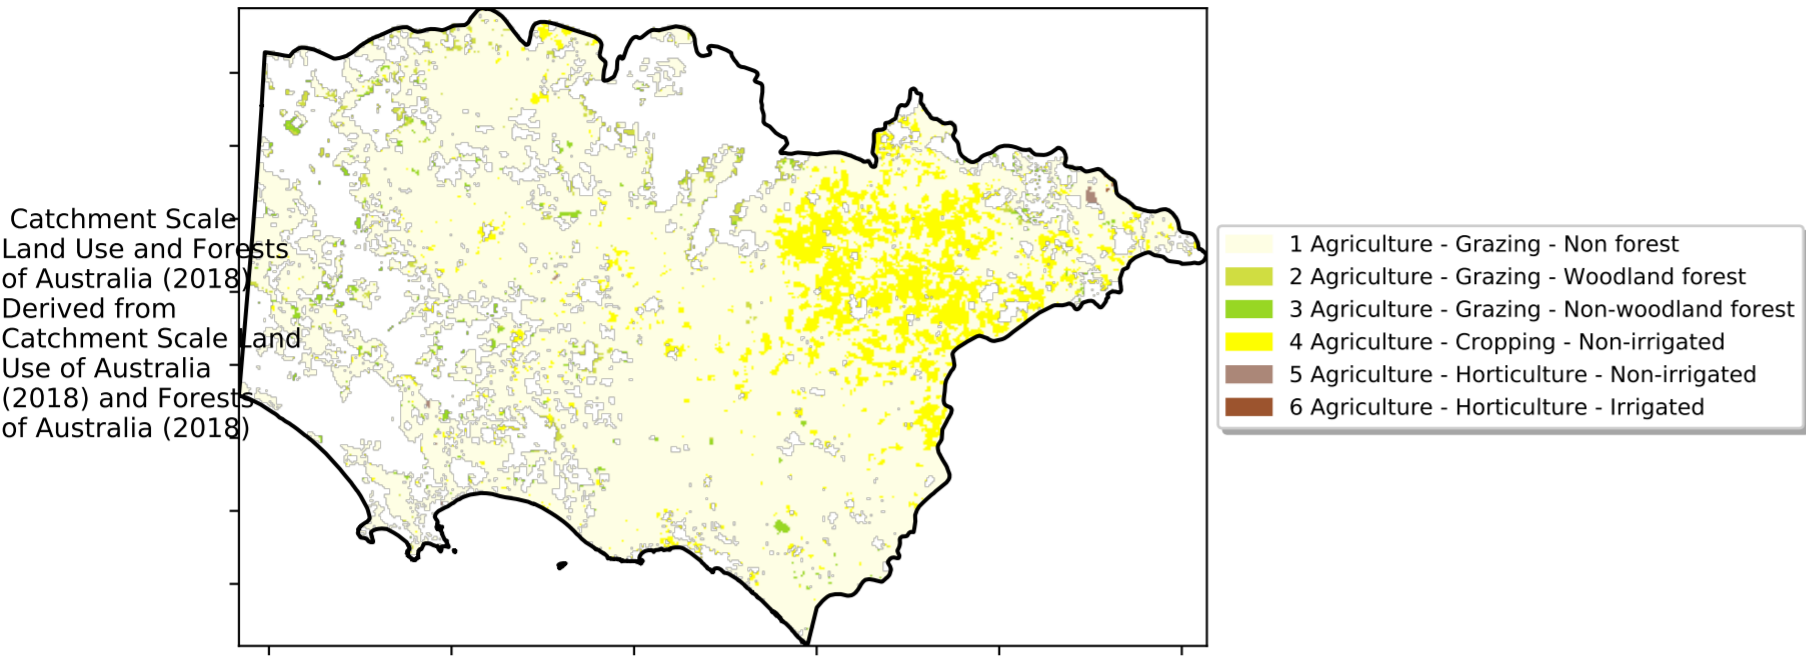 Catchment Scale
Land Use and Forests
of Australia (2018)
Derived from
Catchment Scale Land
Use of Australia
(2018) and Forests
of Australia (2018)
1 Agriculture - Grazing - Non forest
2 Agriculture - Grazing - Woodland forest
3 Agriculture - Grazing - Non-woodland forest
4 Agriculture - Cropping - Non-irrigated
5 Agriculture - Horticulture - Non-irrigated
6 Agriculture - Horticulture - Irrigated